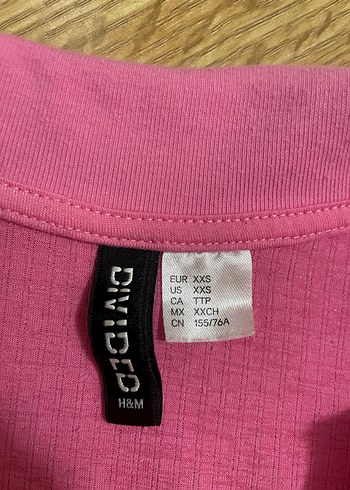 DIVIDED
H&M
EUR XXS
US XXS
CA TTP
MX XXCH
CN 155/76A